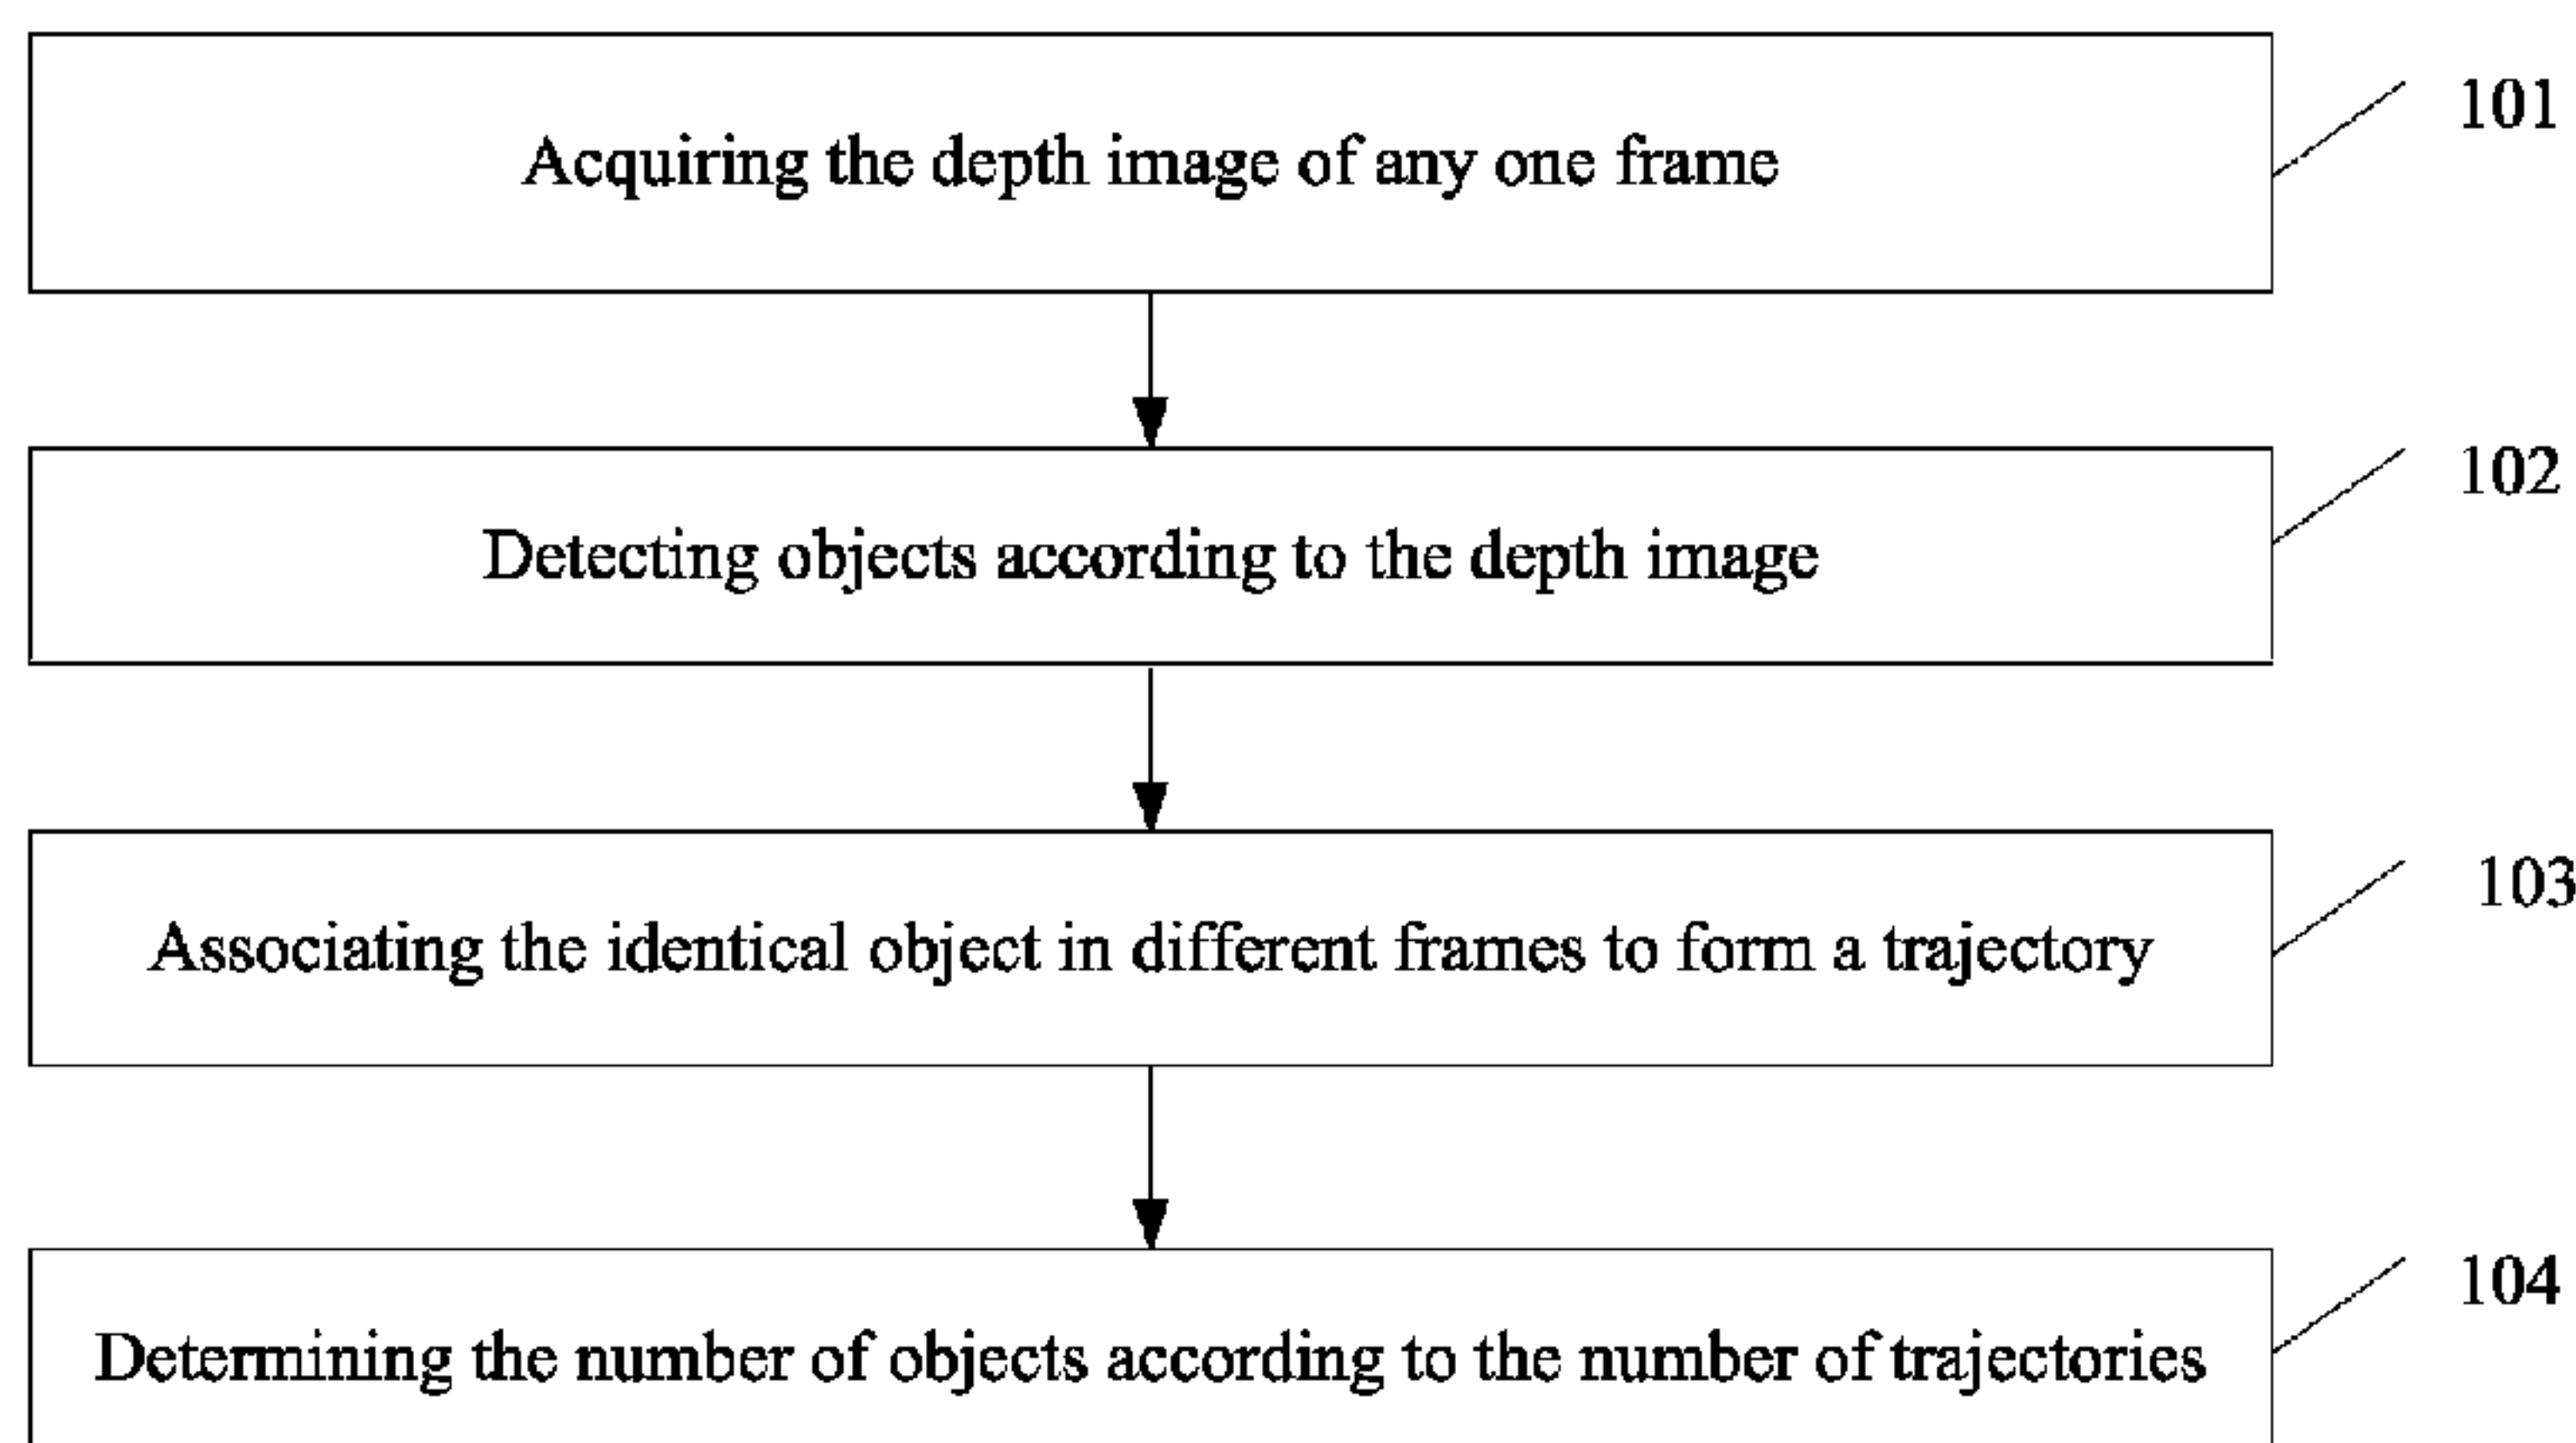 Acquiring the depth image of any one frame
101
Detecting objects according to the depth image
102
Associating the identical object in different frames to form a trajectory
103
Determining the number of objects according to the number of trajectories
104